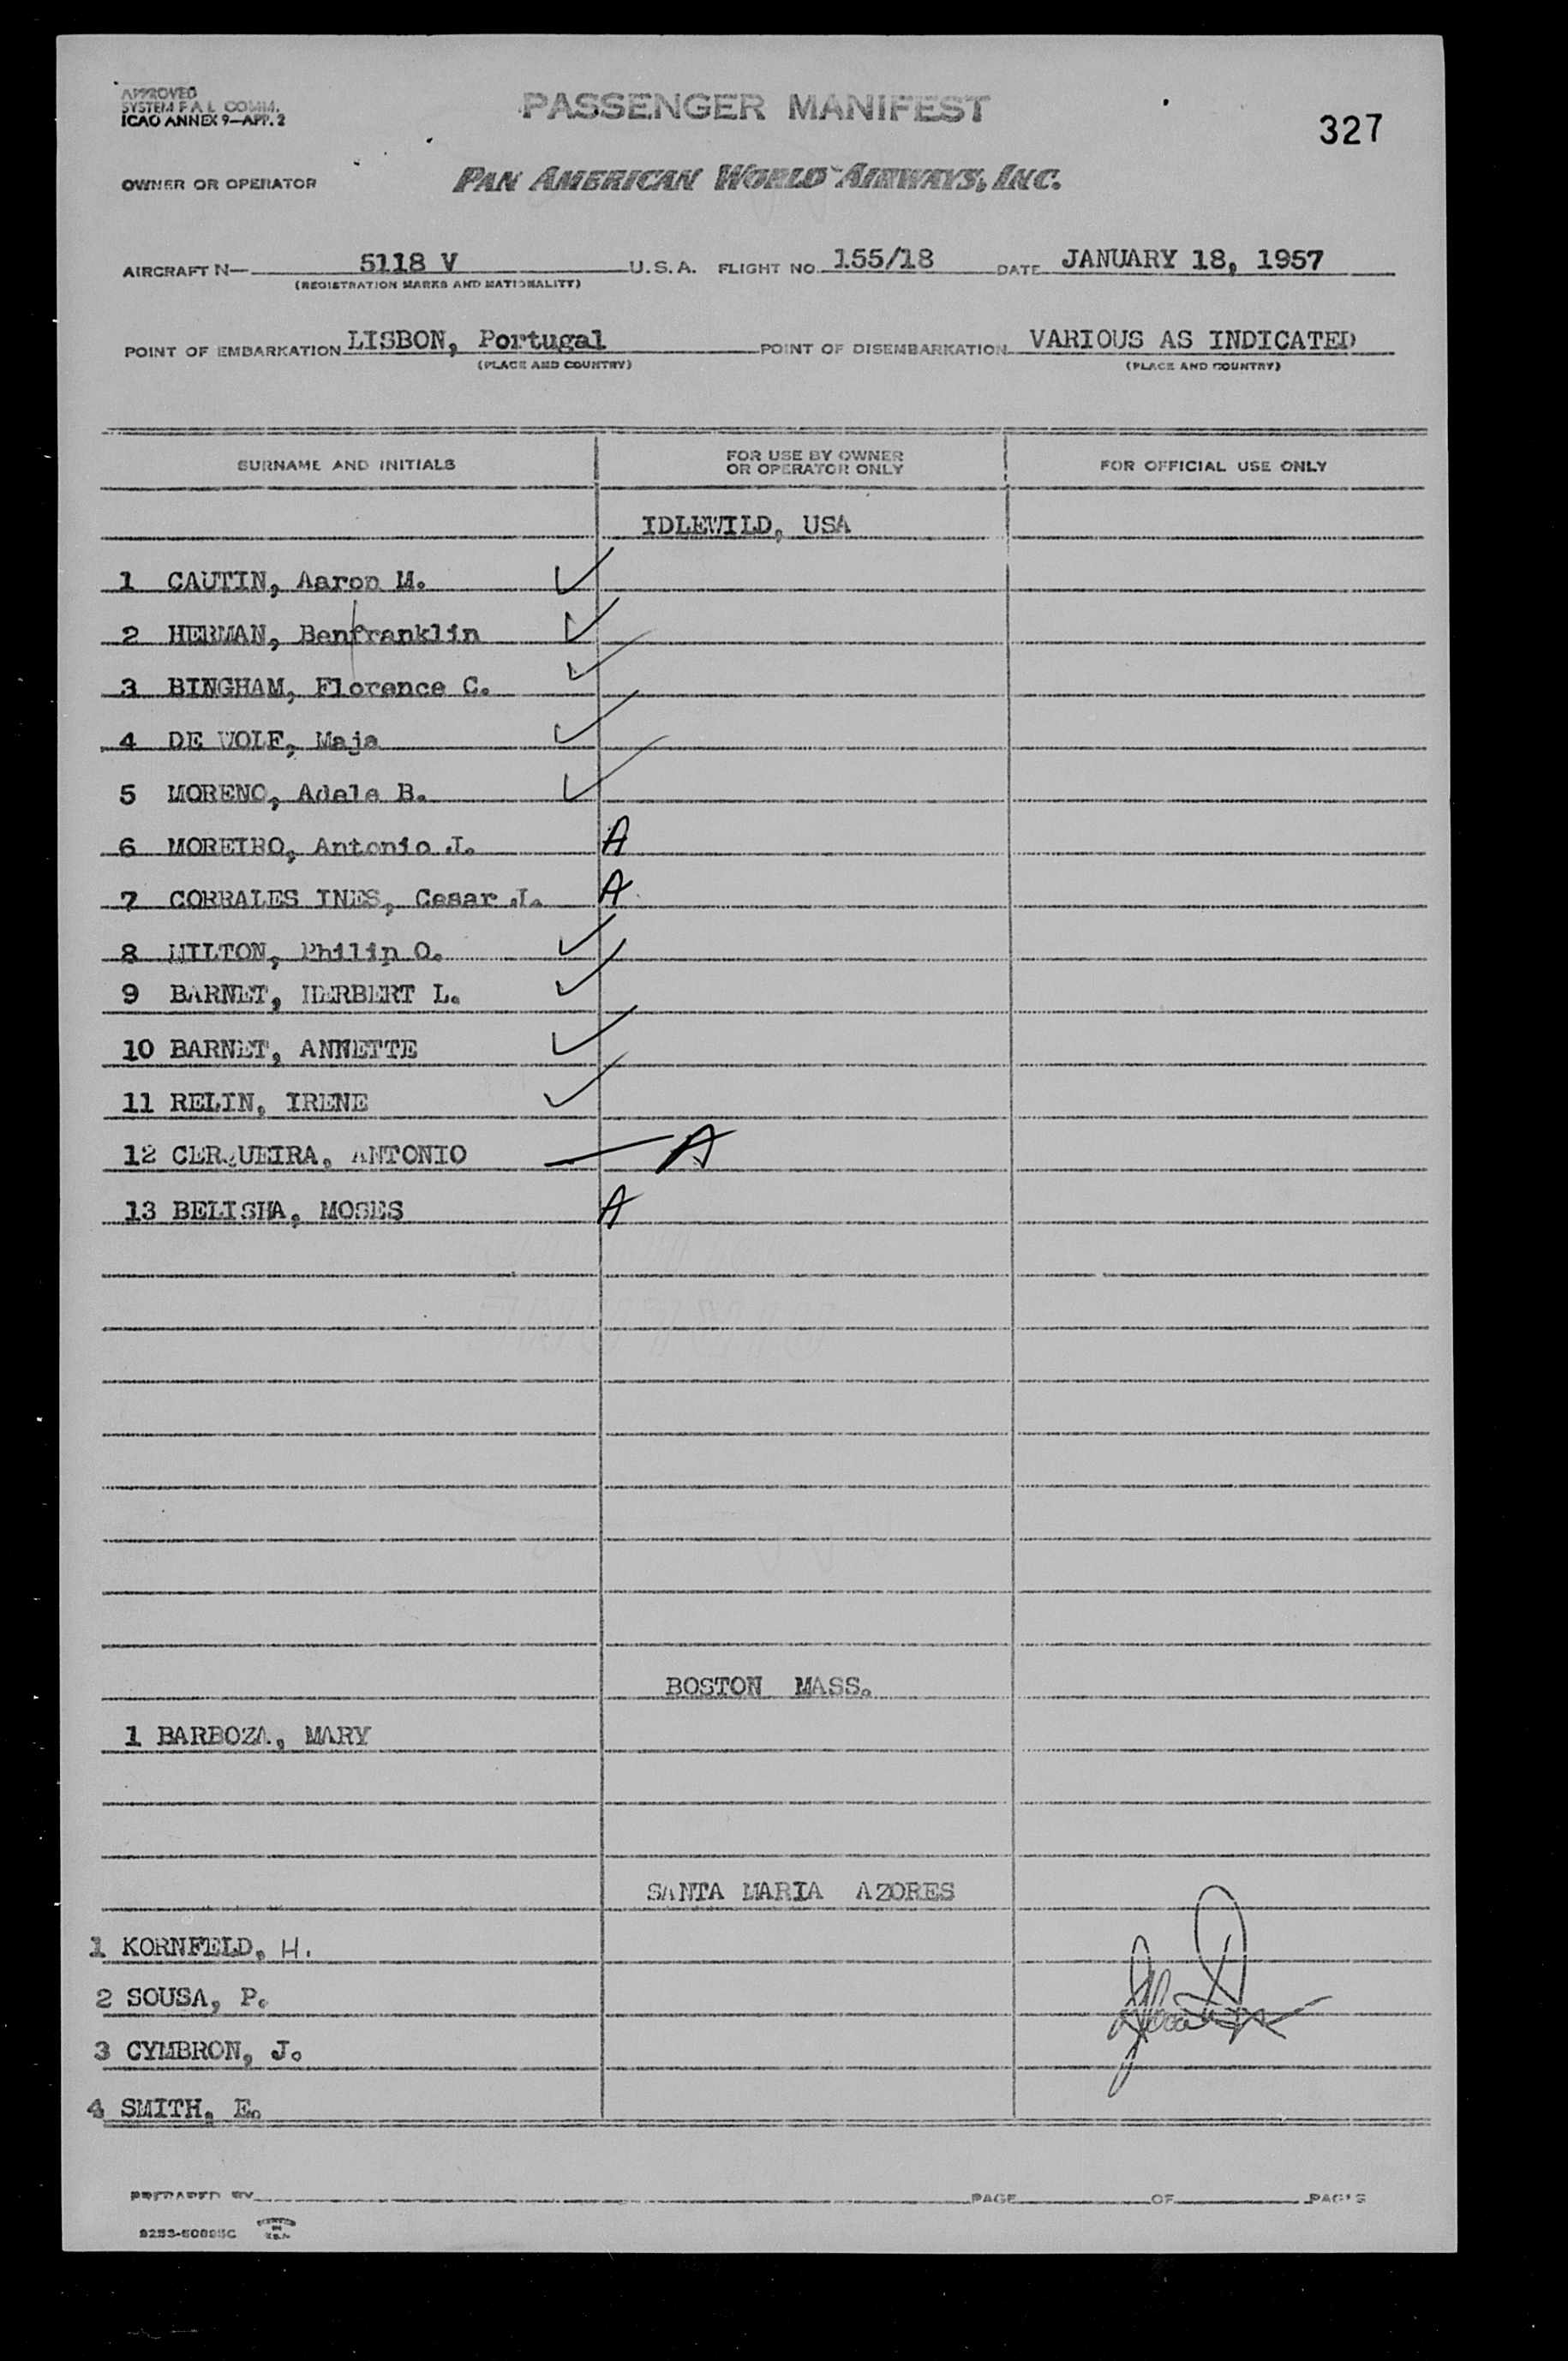 APPROVED
SYSTEM F A L COMM.
ICAO ANNEX 9—APP. 2
PASSENGER MANIFEST
327
OWNER OR OPERATOR PAN AMERICAN WORLD AIRWAYS, INC.
AIRCRAFT N— 5118 V U.S.A. FLIGHT NO. 155/18 DATE JANUARY 18, 1957
(REGISTRATION MARKS AND NATIONALITY)
POINT OF EMBARKATION LISBON, Portugal POINT OF DISEMBARKATION VARIOUS AS INDICATED
(PLACE AND COUNTRY) (PLACE AND COUNTRY)
SURNAME AND INITIALS FOR USE BY OWNER OR OPERATOR ONLY FOR OFFICIAL USE ONLY
IDLEWILD, USA
1 CAUTIN, Aaron M.
2 HERMAN, Benfranklin
3 BINGHAM, Florence C.
4 DE WOLF, Maja
5 MORENO, Adele B.
6 MOREIRO, Antonio J. A
7 CORRALES INES, Cesar J. A
8 MILTON, Philip O.
9 BARNET, HERBERT L.
10 BARNET, ANNETTE
11 RELIN, IRENE
12 CERQUEIRA, ANTONIO — A
13 BELISHA, MOSES A
BOSTON MASS.
1 BARBOZA, MARY
SANTA MARIA AZORES
1 KORNFELD, H.
2 SOUSA, P.
3 CYMBRON, J.
4 SMITH, E.
PREPARED BY PAGE OF PAGES
PRINTED IN U.S.A.